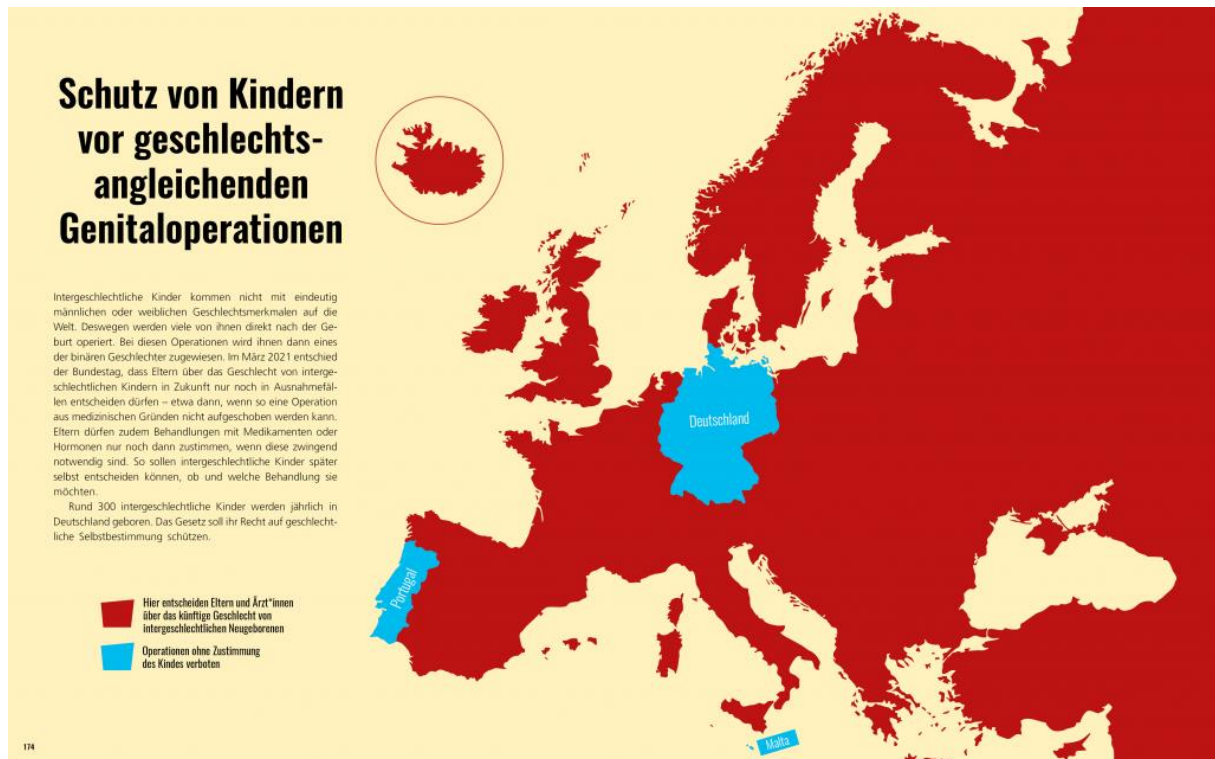 Schutz von Kindern
vor geschlechts-
angleichenden
Genitaloperationen
Intergeschlechtliche Kinder kommen nicht mit eindeutig
männlichen oder weiblichen Geschlechtsmerkmalen auf die
Welt. Deswegen werden viele von ihnen direkt nach der Ge-
burt operiert. Bei diesen Operationen wird ihnen dann eines
der binären Geschlechter zugewiesen. Im März 2021 entschied
der Bundestag, dass Eltern über das Geschlecht von interge-
schlechtlichen Kindern in Zukunft nur noch in Ausnahmefäl-
len entscheiden dürfen – etwa dann, wenn so eine Operation
aus medizinischen Gründen nicht aufgeschoben werden kann.
Eltern dürfen zudem Behandlungen mit Medikamenten oder
Hormonen nur noch dann zustimmen, wenn diese zwingend
notwendig sind. So sollen intergeschlechtliche Kinder später
selbst entscheiden können, ob und welche Behandlung sie
möchten.
Rund 300 intergeschlechtliche Kinder werden jährlich in
Deutschland geboren. Das Gesetz soll ihr Recht auf geschlecht-
liche Selbstbestimmung schützen.
Hier entscheiden Eltern und Ärzt*innen
über das künftige Geschlecht von
intergeschlechtlichen Neugeborenen
Operationen ohne Zustimmung
des Kindes verboten
Deutschland
Portugal
Malta
174